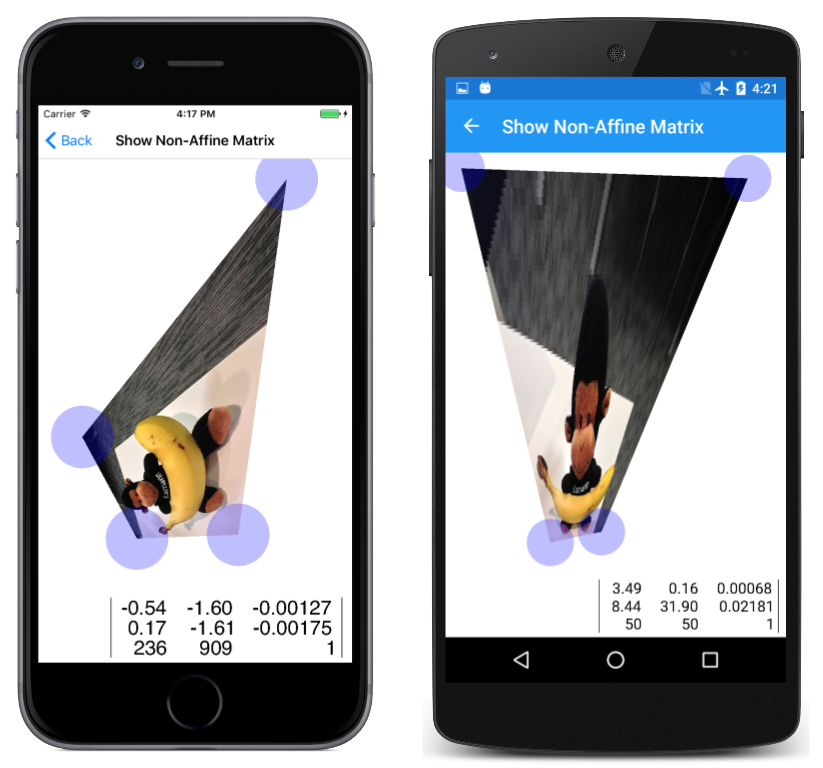 Carrier 4:17 PM
Back Show Non-Affine Matrix
-0.54 -1.60 -0.00127
0.17 -1.61 -0.00175
236 909 1
4:21
Show Non-Affine Matrix
3.49 0.16 0.00068
8.44 31.90 0.02181
50 50 1